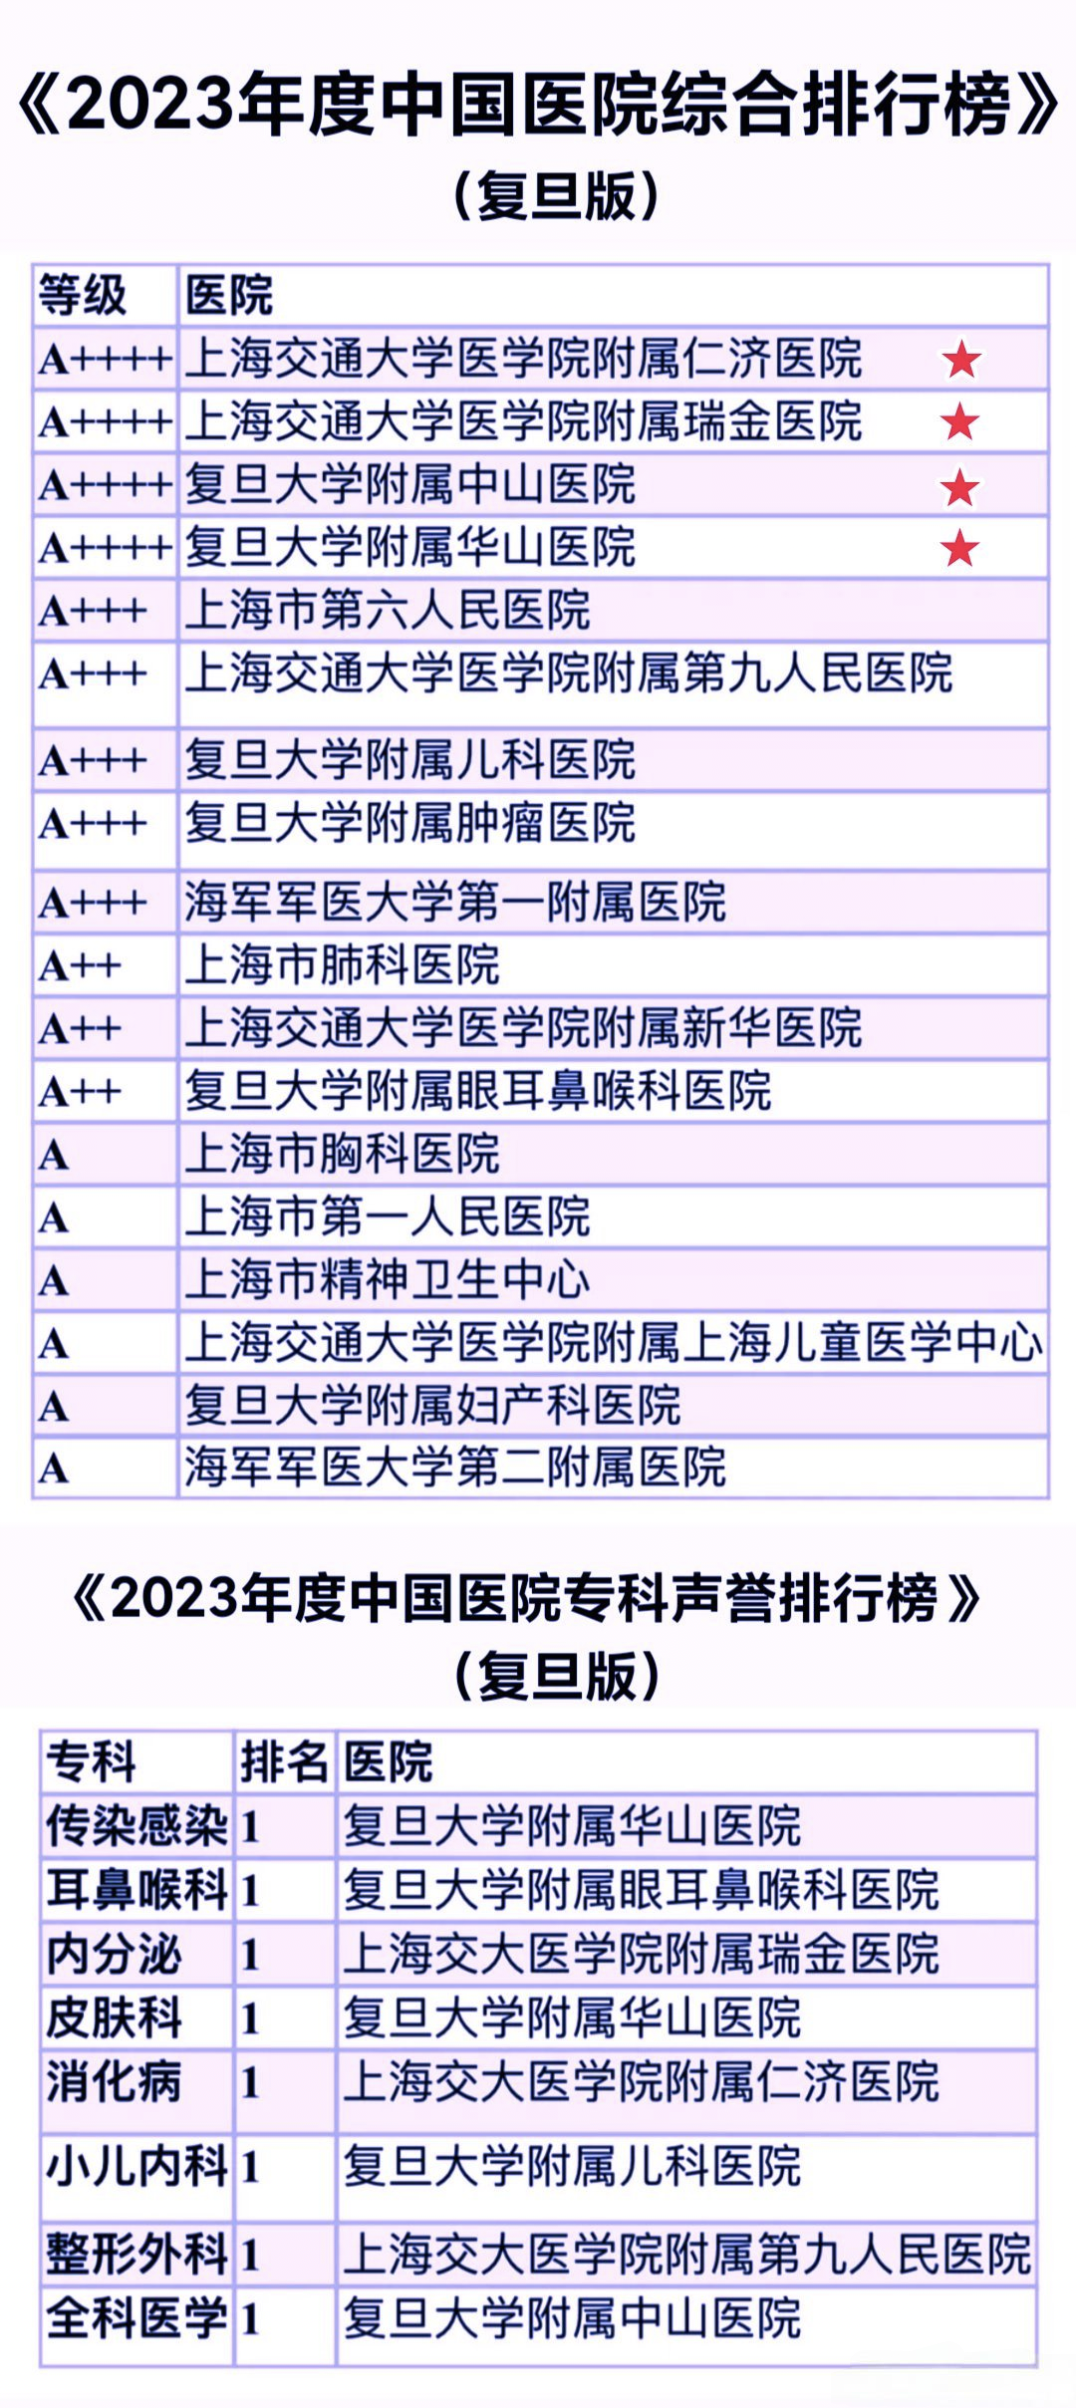 《2023年度中国医院综合排行榜》
（复旦版）
等级 医院
A++++ 上海交通大学医学院附属仁济医院
A++++ 上海交通大学医学院附属瑞金医院
A++++ 复旦大学附属中山医院
A++++ 复旦大学附属华山医院
A+++ 上海市第六人民医院
A+++ 上海交通大学医学院附属第九人民医院
A+++ 复旦大学附属儿科医院
A+++ 复旦大学附属肿瘤医院
A+++ 海军军医大学第一附属医院
A++ 上海市肺科医院
A++ 上海交通大学医学院附属新华医院
A++ 复旦大学附属眼耳鼻喉科医院
A 上海市胸科医院
A 上海市第一人民医院
A 上海市精神卫生中心
A 上海交通大学医学院附属上海儿童医学中心
A 复旦大学附属妇产科医院
A 海军军医大学第二附属医院
《2023年度中国医院专科声誉排行榜》
（复旦版）
专科 排名 医院
传染感染 1 复旦大学附属华山医院
耳鼻喉科 1 复旦大学附属眼耳鼻喉科医院
内分泌 1 上海交大医学院附属瑞金医院
皮肤科 1 复旦大学附属华山医院
消化病 1 上海交大医学院附属仁济医院
小儿内科 1 复旦大学附属儿科医院
整形外科 1 上海交大医学院附属第九人民医院
全科医学 1 复旦大学附属中山医院